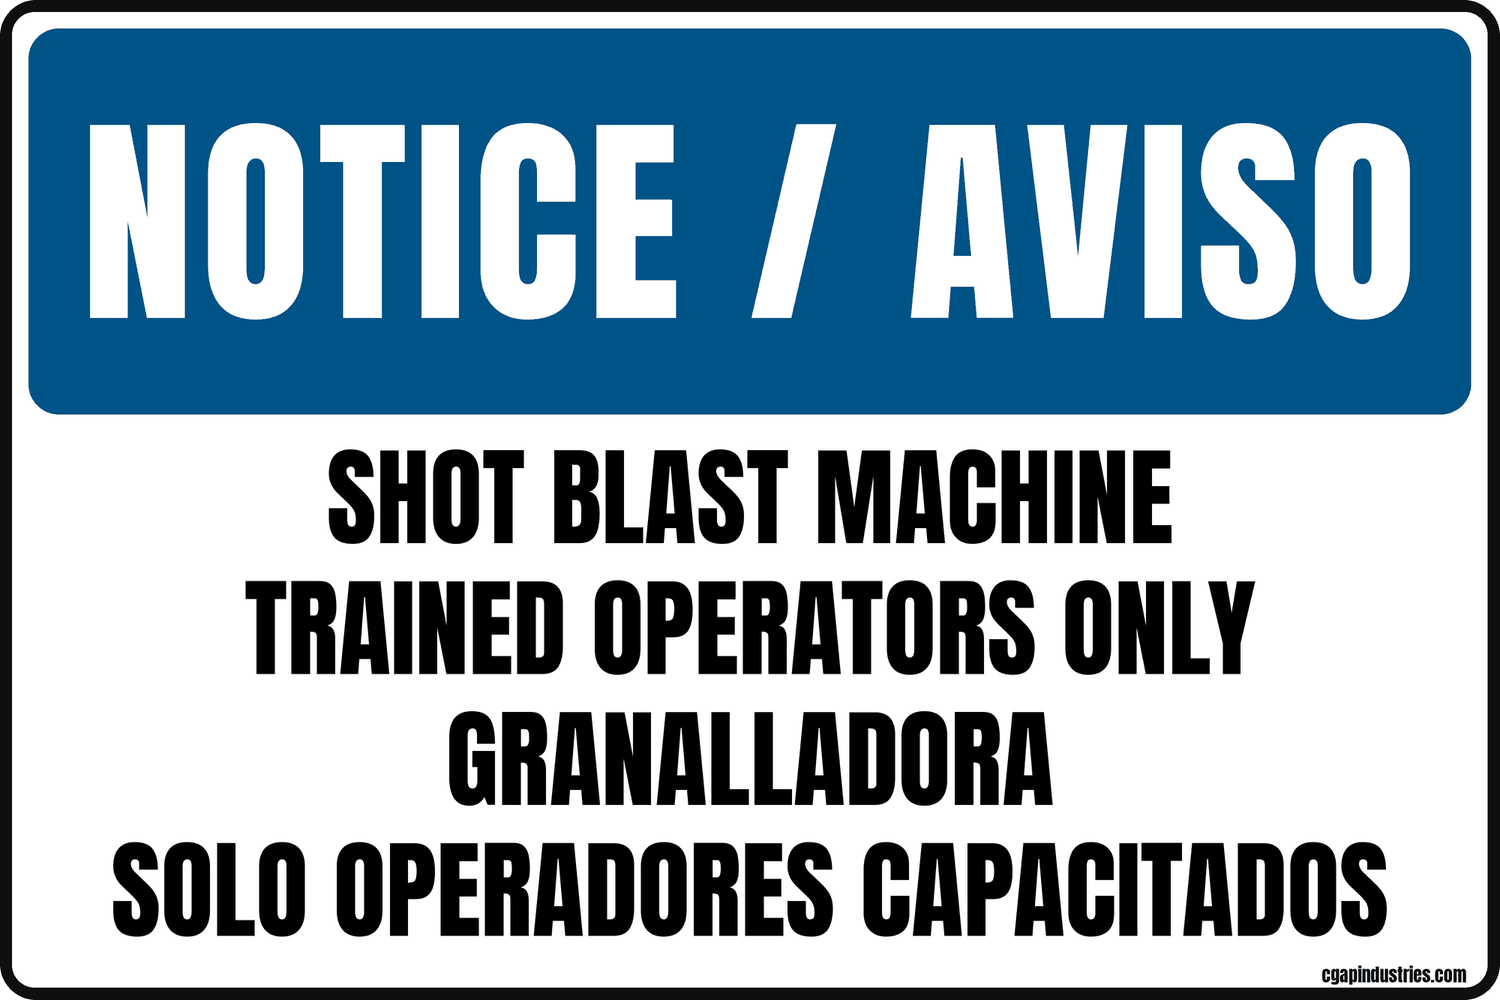 NOTICE / AVISO
SHOT BLAST MACHINE
TRAINED OPERATORS ONLY
GRANALLADORA
SOLO OPERADORES CAPACITADOS
cgapindustries.com